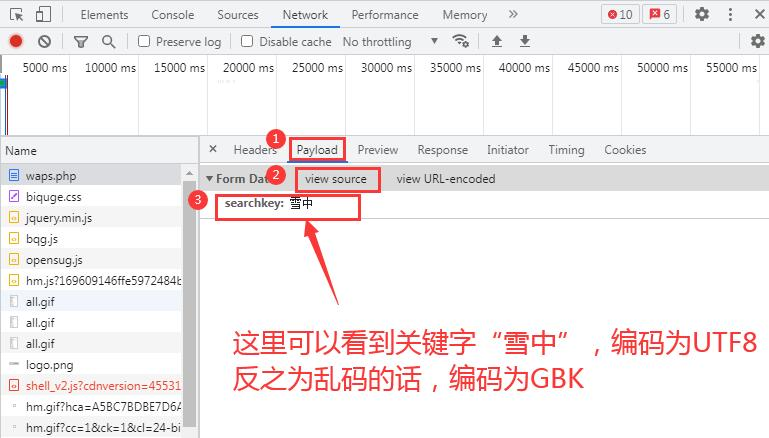 Elements Console Sources Network Performance Memory » 10 6
Preserve log Disable cache No throttling
5000 ms 10000 ms 15000 ms 20000 ms 25000 ms 30000 ms 35000 ms 40000 ms 45000 ms 50000 ms 55000 ms
Name
× Headers Payload Preview Response Initiator Timing Cookies
1
waps.php
2
Form Dat view source view URL-encoded
biquge.css
3
searchkey: 雪中
jquery.min.js
bqg.js
opensug.js
hm.js?169609146ffe5972484b
all.gif
all.gif
all.gif
logo.png
shell_v2.js?cdnversion=45531
hm.gif?hca=A5BC7BDBE7D6A
hm.gif?cc=1&ck=1&cl=24-bi
这里可以看到关键字“雪中”，编码为UTF8
反之为乱码的话，编码为GBK